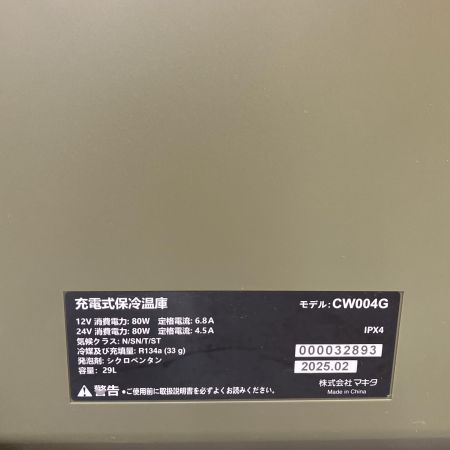 充電式保冷温庫
モデル: CW004G
12V 消費電力: 80W 定格電流: 6.8 A
24V 消費電力: 80W 定格電流: 4.5 A
IPX4
気候クラス: N/SN/T/ST
冷媒及び充填量: R134a (33 g)
000032893
発泡剤: シクロペンタン
2025.02
容量: 29L
株式会社 マキタ
警告 ●ご使用前に取扱説明書を必ずよくお読みください。
Made in China